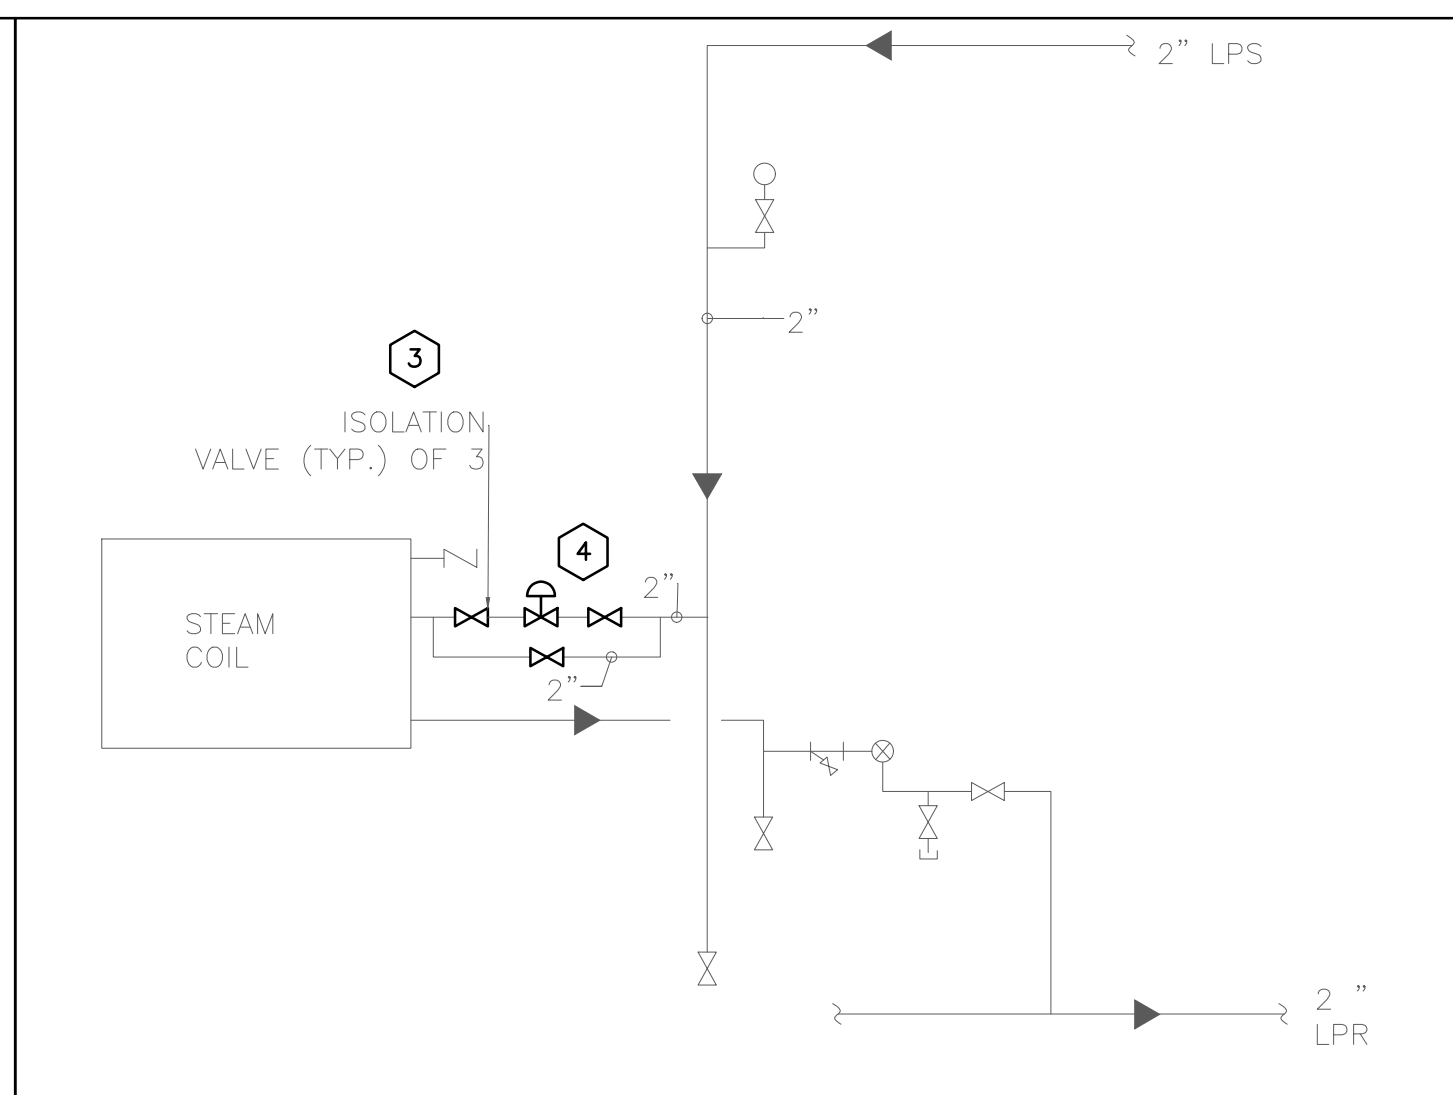 2" LPS
2"
3
ISOLATION
VALVE (TYP.) OF 3
4
2"
STEAM
COIL
2"
2 "
LPR